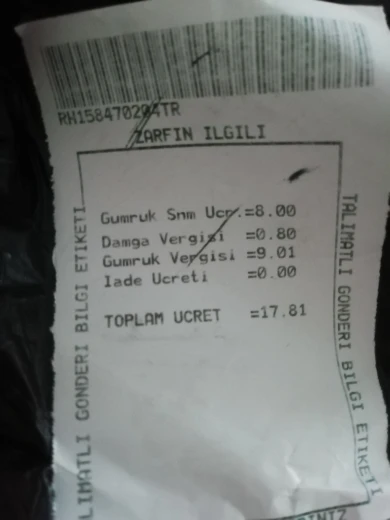 RH158470204TR
ZARFIN ILGILI
Gumruk Snm Ucr.=8.00
Damga Vergisi =0.80
Gumruk Vergisi =9.01
Iade Ucreti =0.00
TOPLAM UCRET =17.81
TALIMATLI GONDERI BILGI ETIKETI
TALIMATLI GONDERI BILGI ETIKETI